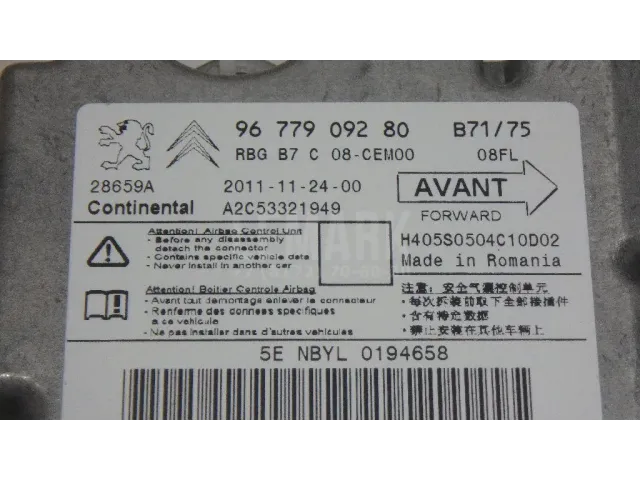 96 779 092 80 B71/75
RBG B7 C 08-CEM00 08FL
28659A 2011-11-24-00 AVANT
Continental A2C53321949 FORWARD
Attention! Airbag Control Unit
- Before any disassembly
detach the connector
- Contains specific vehicle data
- Never install in another car
H405S0504C10D02
Made in Romania
Attention! Boitier Controle Airbag
- Avant tout demontage enlever le connecteur
- Renferme des donnees specifiques
a ce vehicule
- Ne pas installer dans d'autres vehicules
注意: 安全气囊控制单元
- 每次拆装前取下全部接插件
- 含有特定数据
- 禁止安装在其他车辆上
5E NBYL 0194658